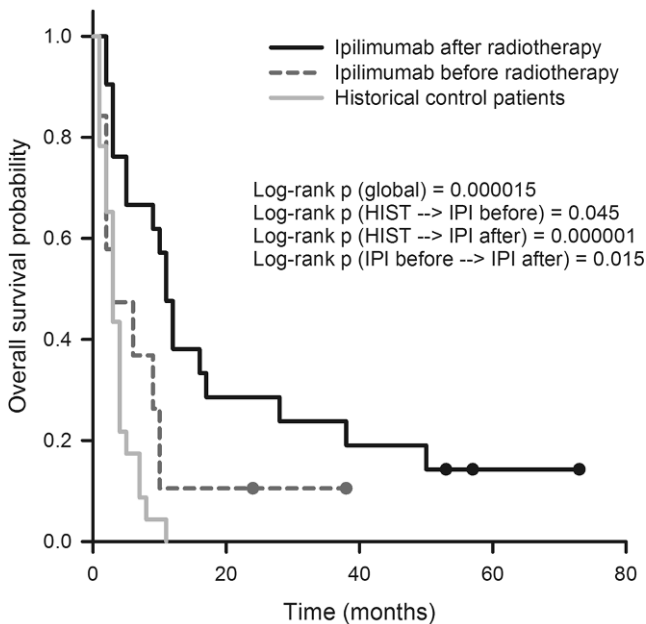 Ipilimumab after radiotherapy
Ipilimumab before radiotherapy
Historical control patients
Log-rank p (global) = 0.000015
Log-rank p (HIST --> IPI before) = 0.045
Log-rank p (HIST --> IPI after) = 0.000001
Log-rank p (IPI before --> IPI after) = 0.015
Overall survival probability
1.0
0.8
0.6
0.4
0.2
0.0
0 20 40 60 80
Time (months)